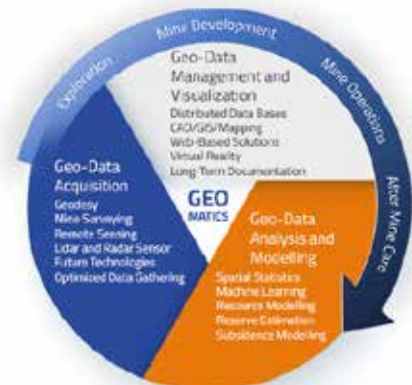 Exploration
Mine Development
Mine Operations
After Mine Care
Geo-Data
Management and
Visualization
Distributed Data Bases
CAD/GIS/Mapping
Web-Based Solutions
Virtual Reality
Long-Term Documentation
Geo-Data
Acquisition
Geodesy
Mine Surveying
Remote Sensing
Lidar and Radar Sensor
Future Technologies
Optimized Data Gathering
GEO
MATICS
Geo-Data
Analysis and
Modelling
Spatial Statistics
Machine Learning
Resource Modelling
Reserve Estimation
Subsidence Modelling